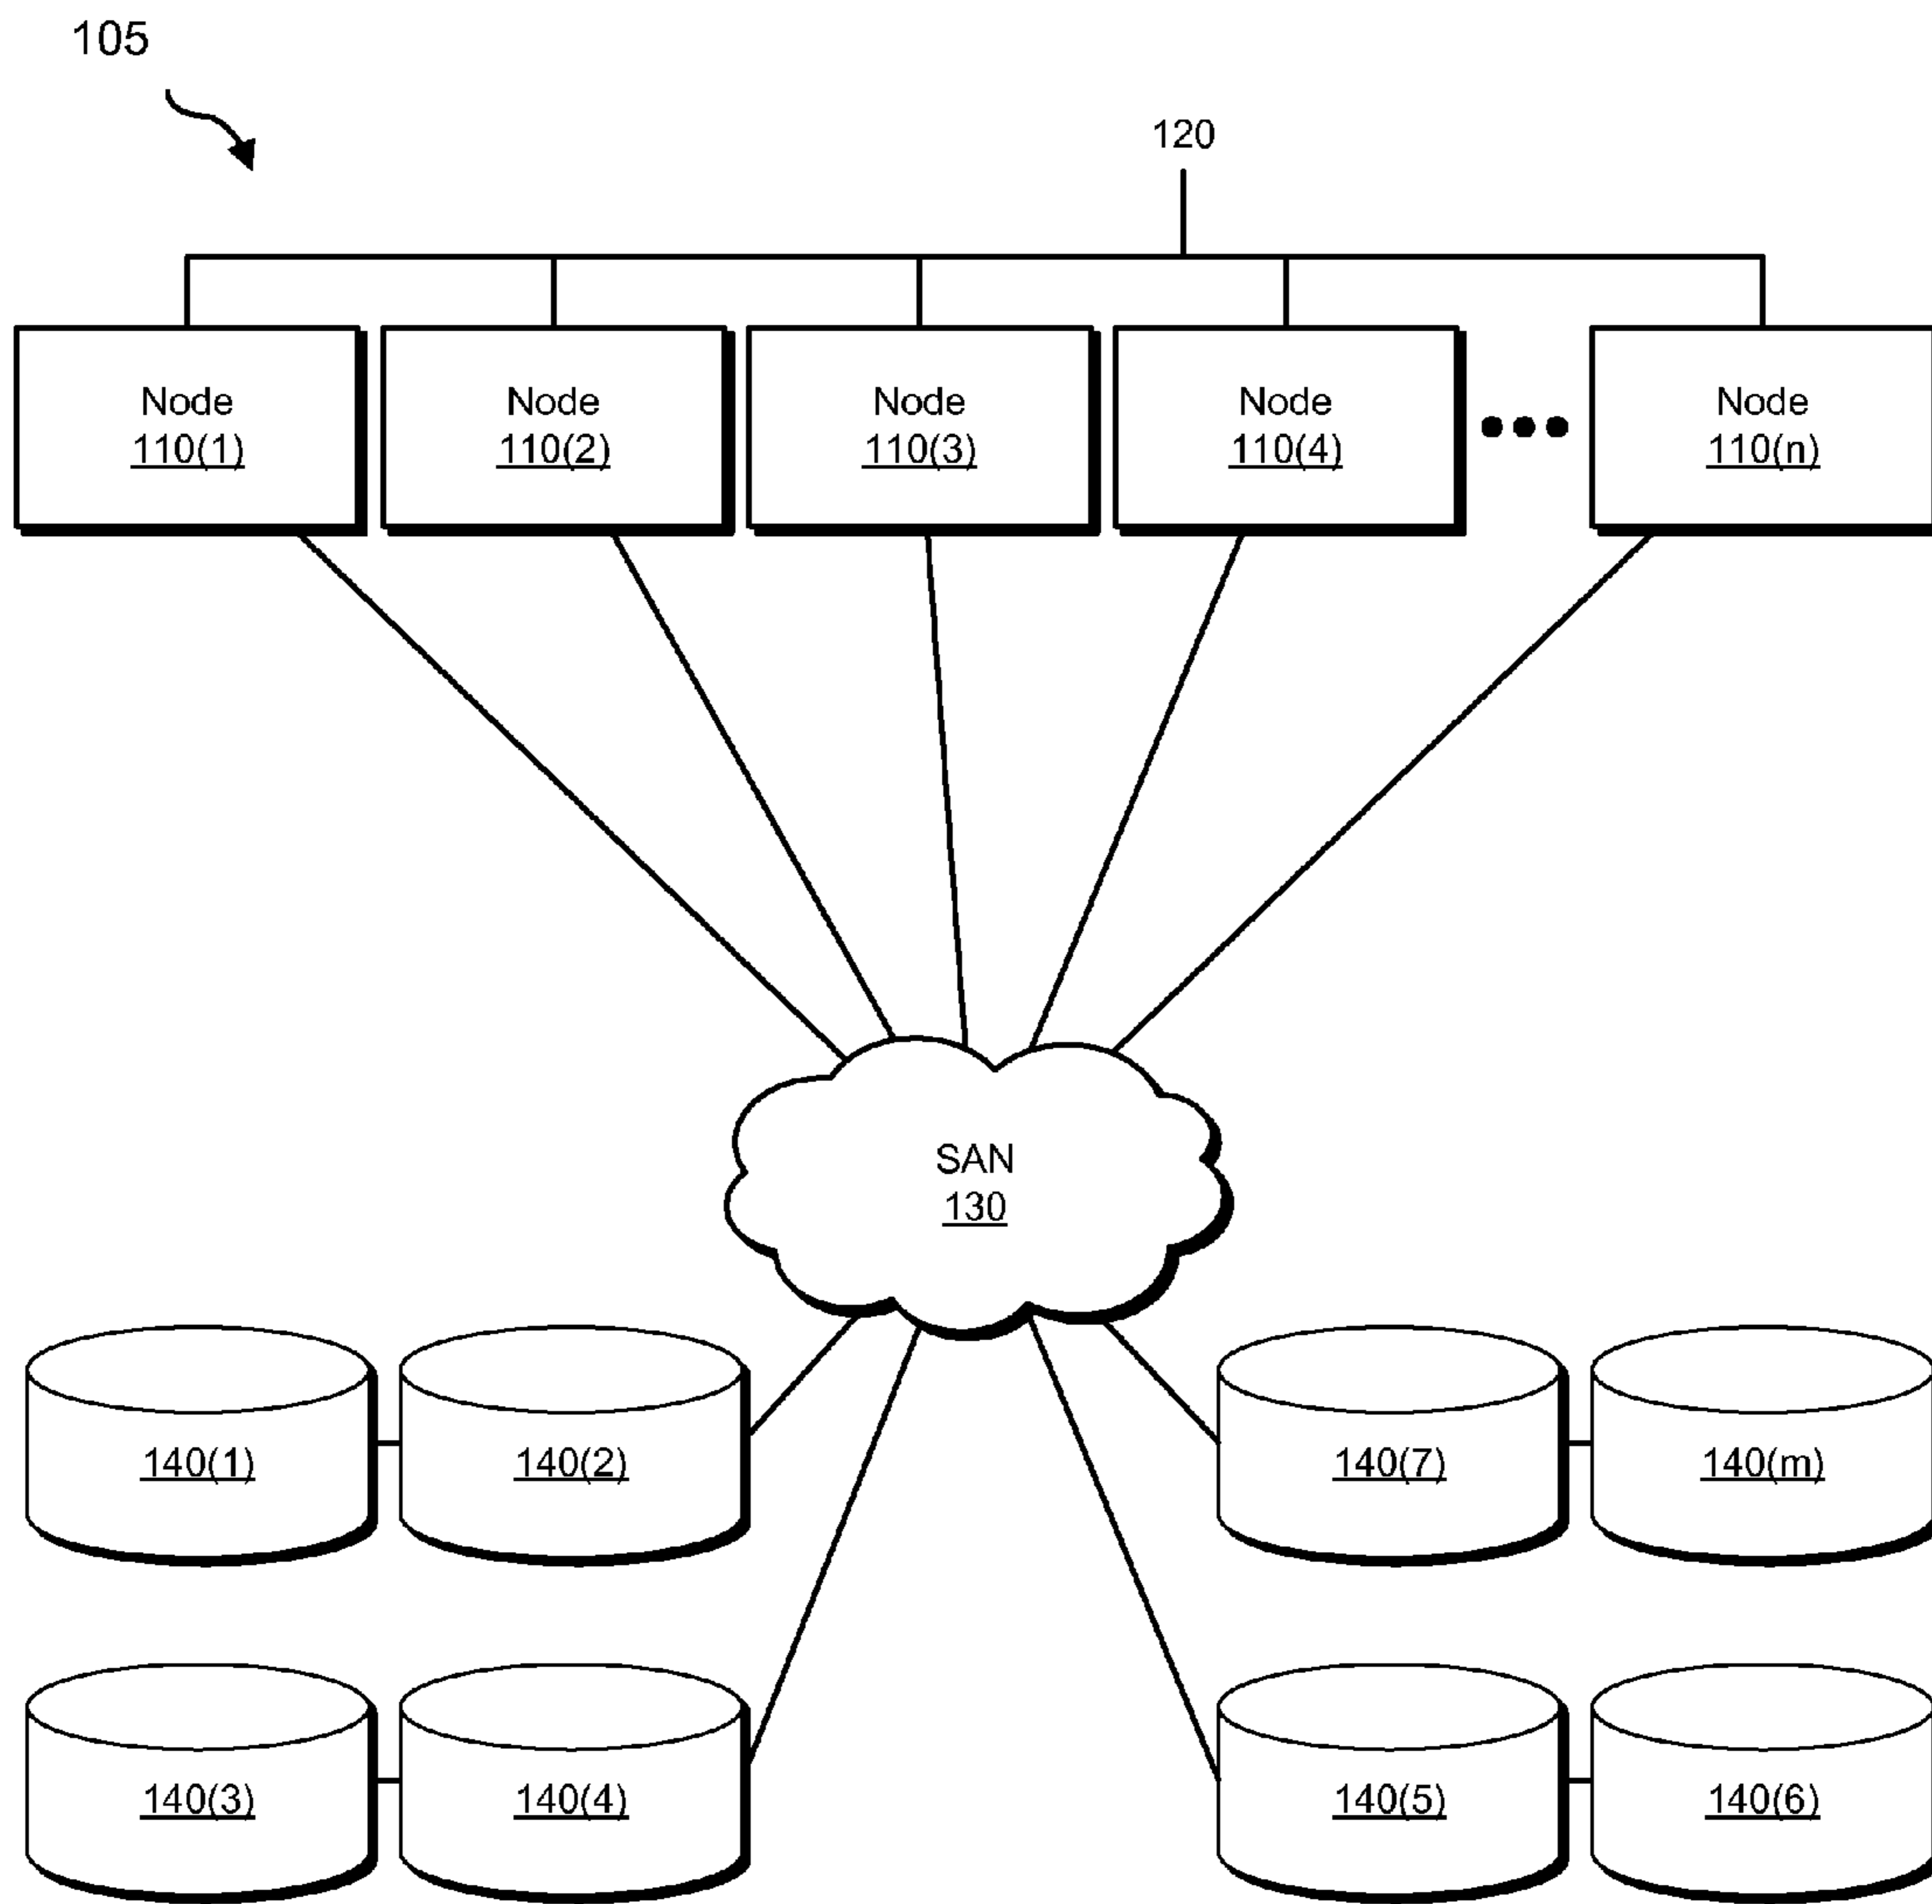 105
120
Node
110(1)
Node
110(2)
Node
110(3)
Node
110(4)
Node
110(n)
SAN
130
140(1)
140(2)
140(7)
140(m)
140(3)
140(4)
140(5)
140(6)